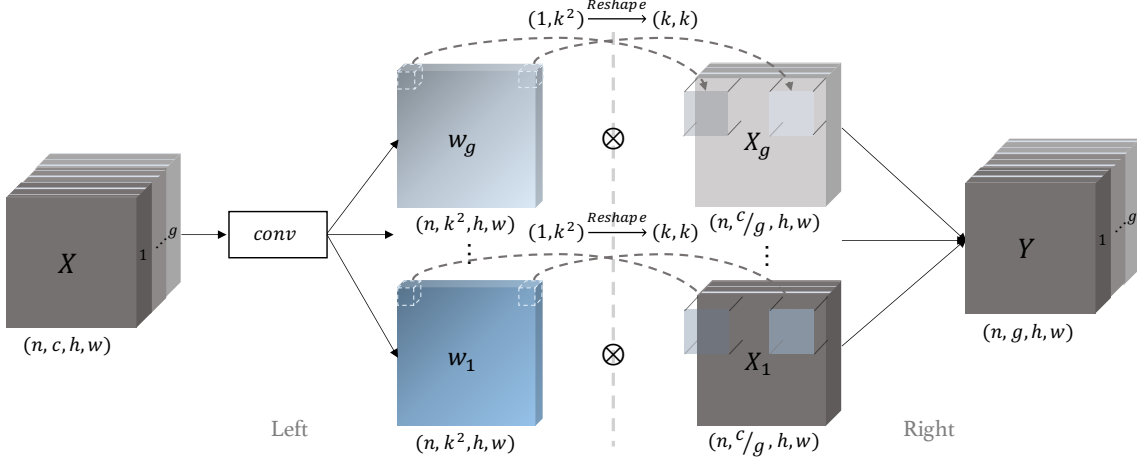 (1, k²) Reshape (k, k)
w_g
X_g
(n, k², h, w)
(n, c/g, h, w)
X
1 ... g
(n, c, h, w)
conv
(1, k²) Reshape (k, k)
⋮
⋮
w_1
X_1
(n, k², h, w)
(n, c/g, h, w)
Y
1 ... g
(n, g, h, w)
Left
Right